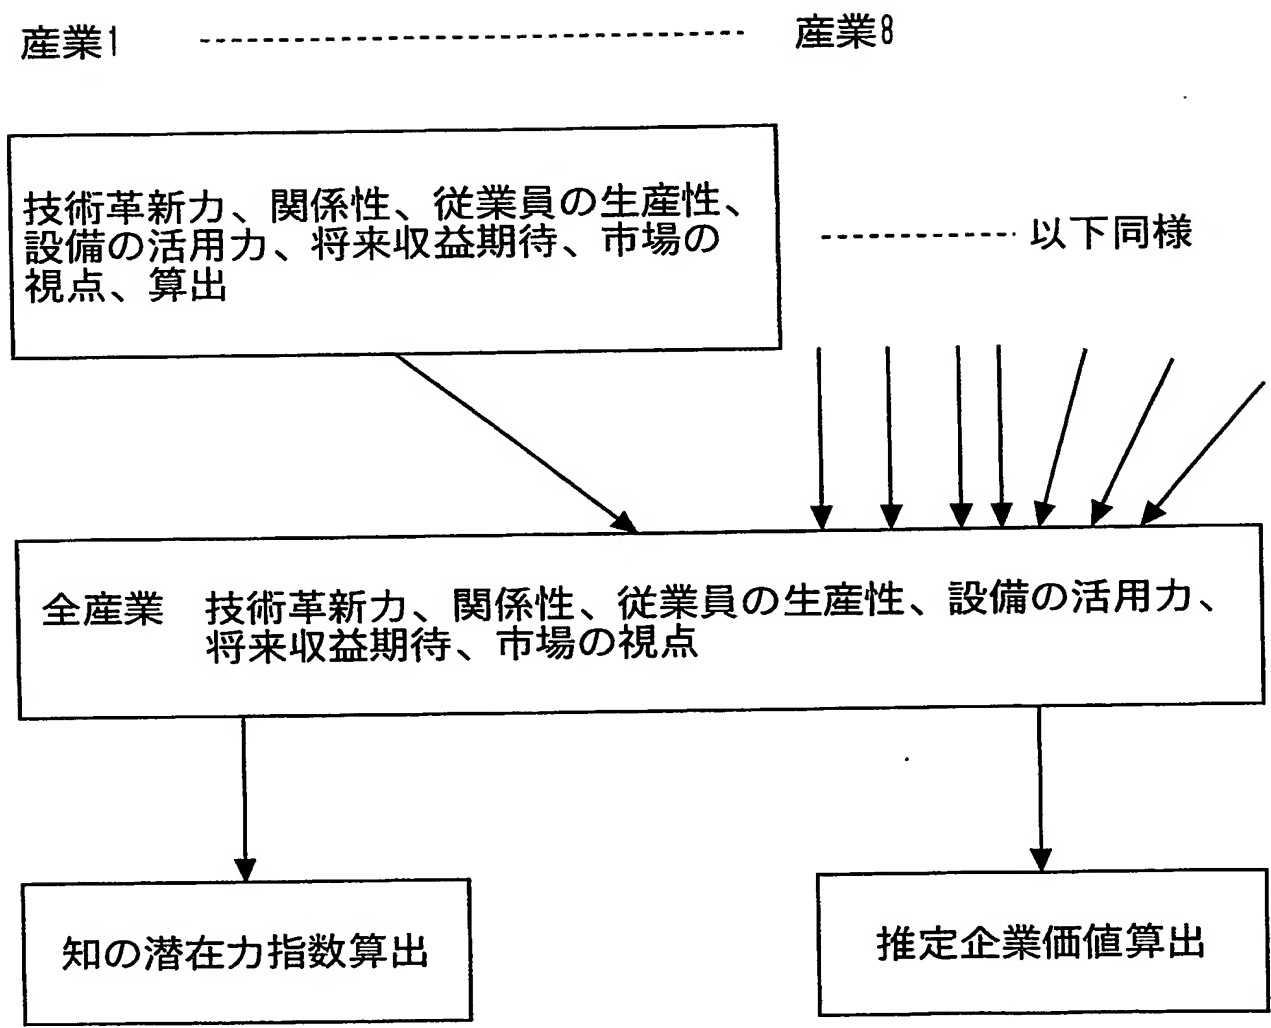 産業1 ---------------------------- 産業8
技術革新力、関係性、従業員の生産性、
設備の活用力、将来収益期待、市場の
視点、算出
----------- 以下同様
全産業 技術革新力、関係性、従業員の生産性、設備の活用力、
将来収益期待、市場の視点
知の潜在力指数算出
推定企業価値算出